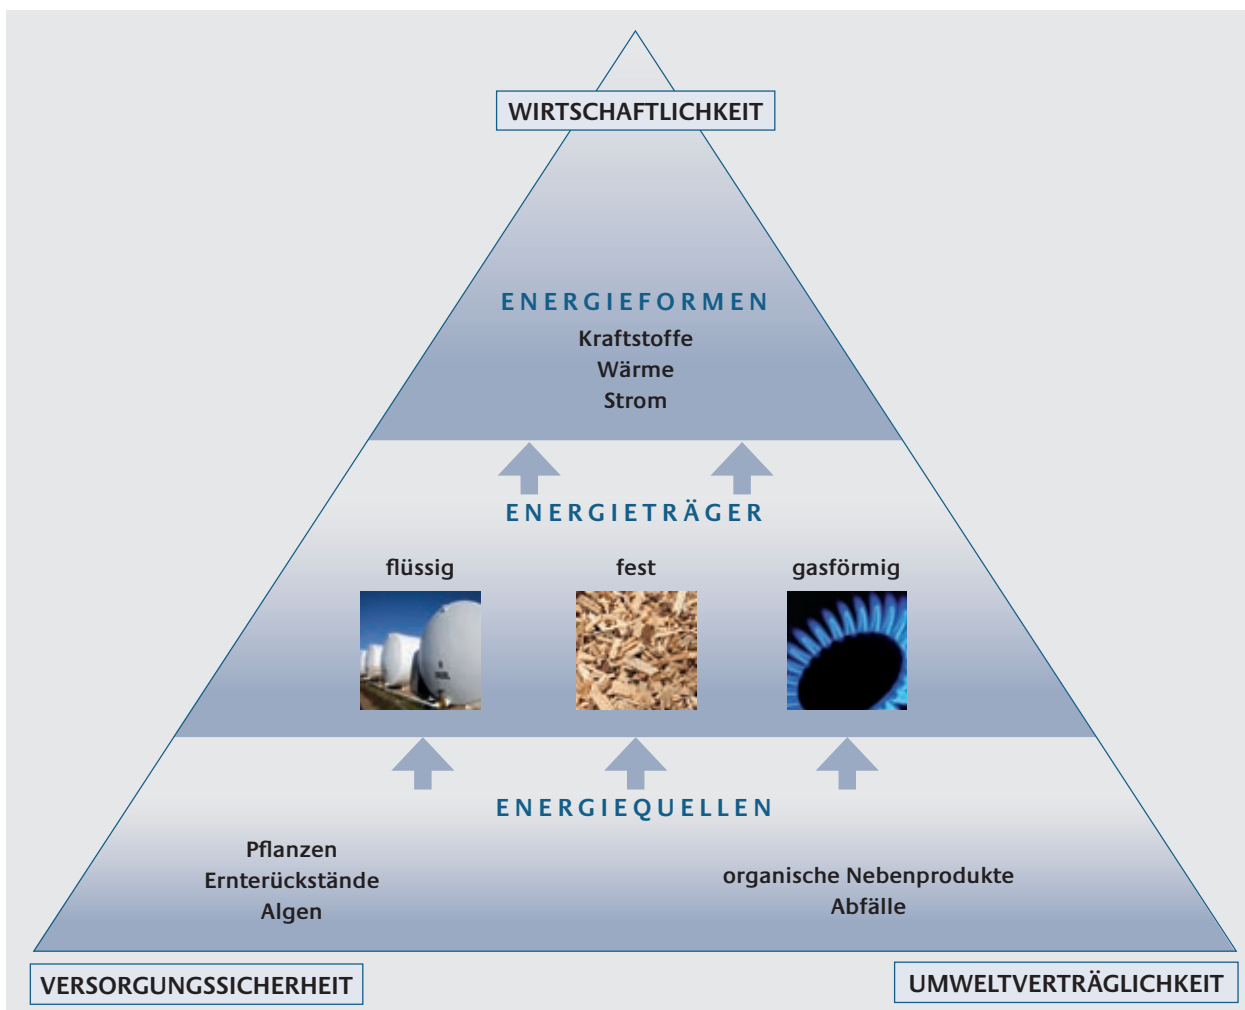 WIRTSCHAFTLICHKEIT
ENERGIEFORMEN
Kraftstoffe
Wärme
Strom
ENERGIETRÄGER
flüssig
fest
gasförmig
ENERGIEQUELLEN
Pflanzen
Ernterückstände
Algen
organische Nebenprodukte
Abfälle
VERSORGUNGSSICHERHEIT
UMWELTVERTRÄGLICHKEIT